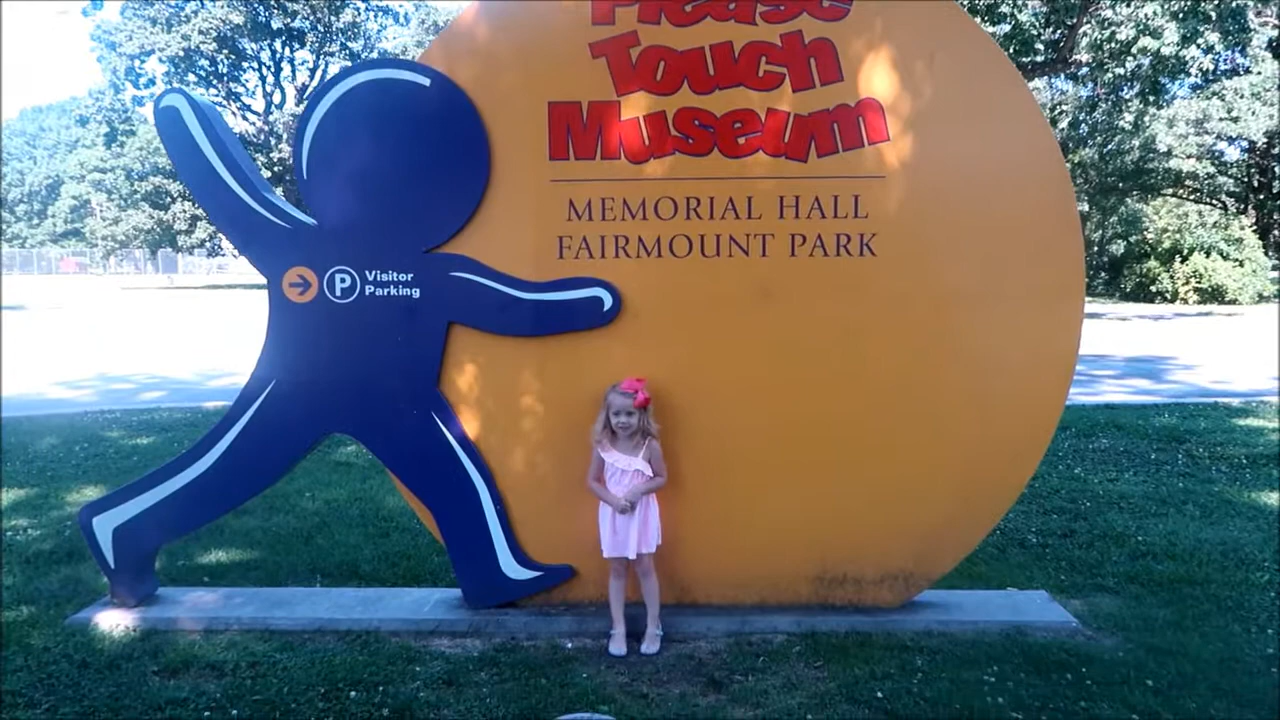 Please
Touch
Museum
MEMORIAL HALL
FAIRMOUNT PARK
P Visitor
Parking